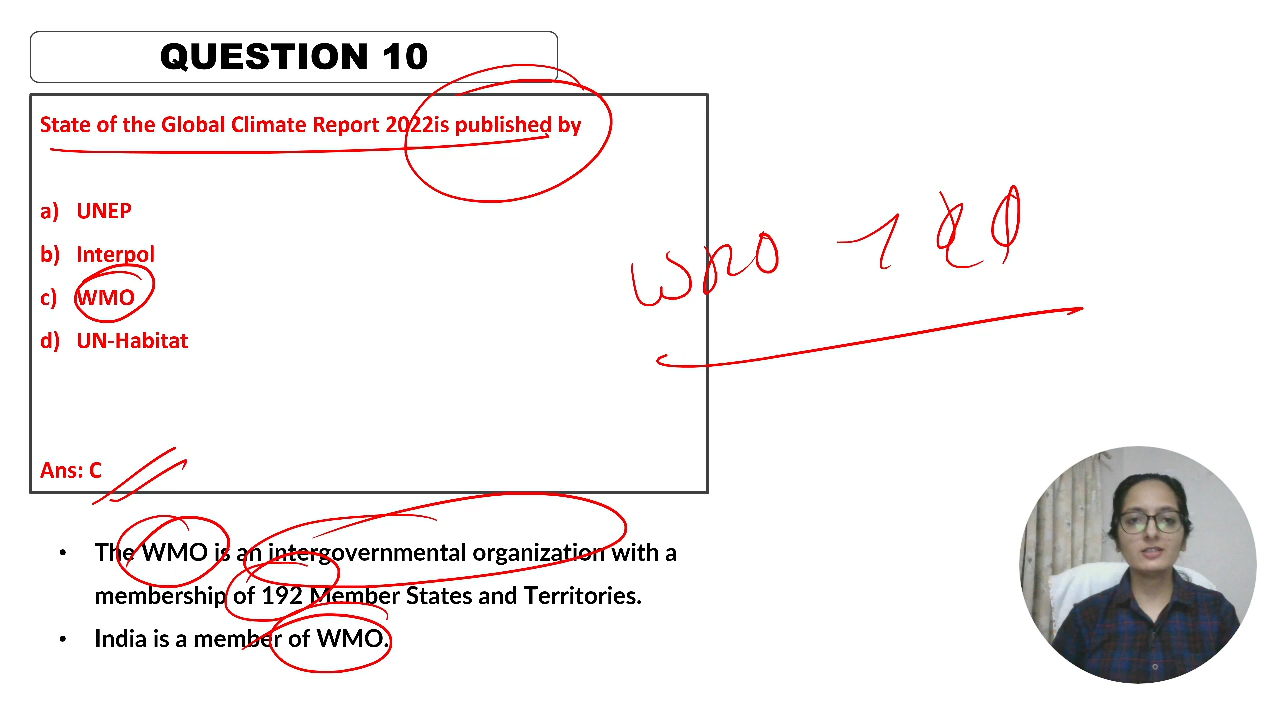 QUESTION 10
State of the Global Climate Report 2022is published by
a) UNEP
b) Interpol
c) WMO
d) UN-Habitat
Ans: C
• The WMO is an intergovernmental organization with a
membership of 192 Member States and Territories.
• India is a member of WMO.